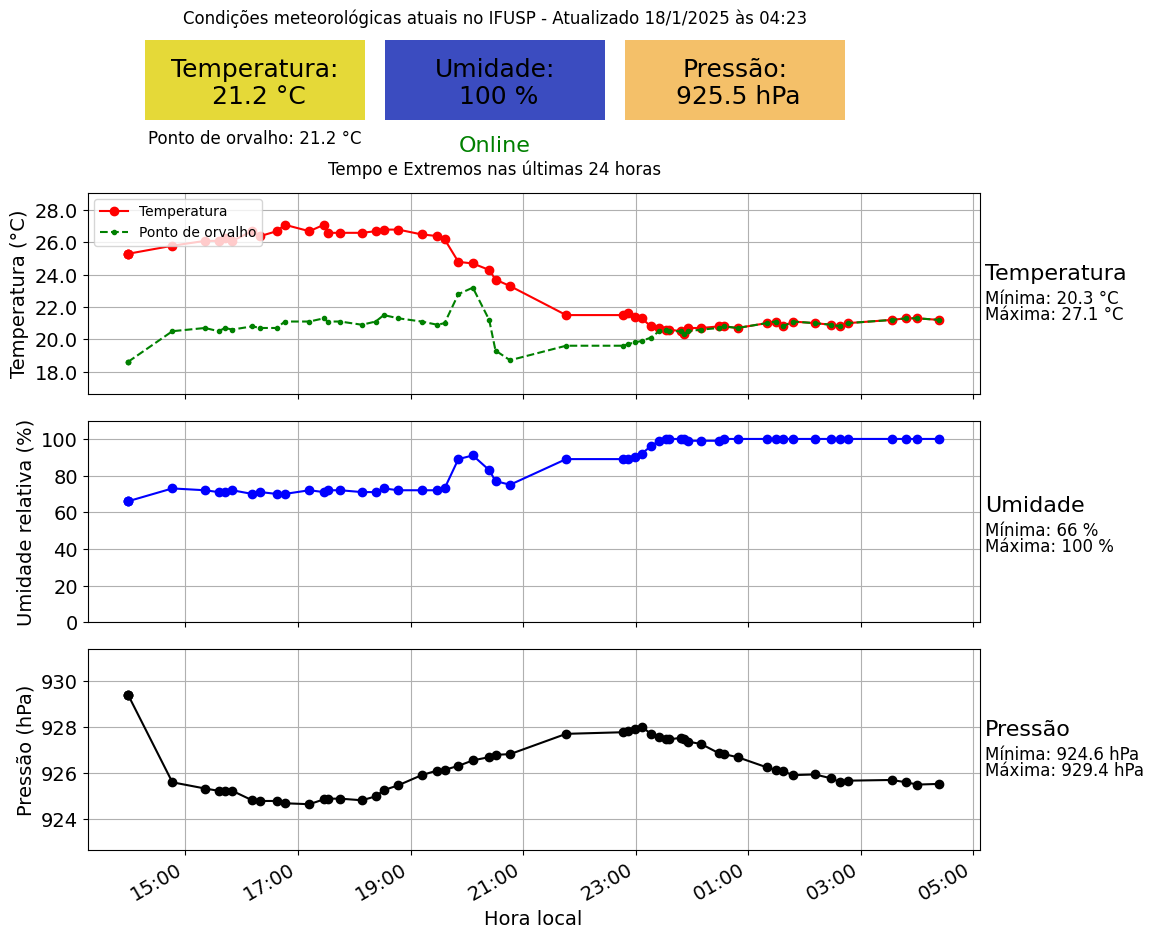 Condições meteorológicas atuais no IFUSP - Atualizado 18/1/2025 às 04:23
Temperatura:
21.2 °C
Umidade:
100 %
Pressão:
925.5 hPa
Ponto de orvalho: 21.2 °C
Online
Tempo e Extremos nas últimas 24 horas
Temperatura (°C)
28.0
26.0
24.0
22.0
20.0
18.0
Temperatura
Ponto de orvalho
Temperatura
Mínima: 20.3 °C
Máxima: 27.1 °C
Umidade relativa (%)
100
80
60
40
20
0
Umidade
Mínima: 66 %
Máxima: 100 %
Pressão (hPa)
930
928
926
924
Pressão
Mínima: 924.6 hPa
Máxima: 929.4 hPa
15:00 17:00 19:00 21:00 23:00 01:00 03:00 05:00
Hora local